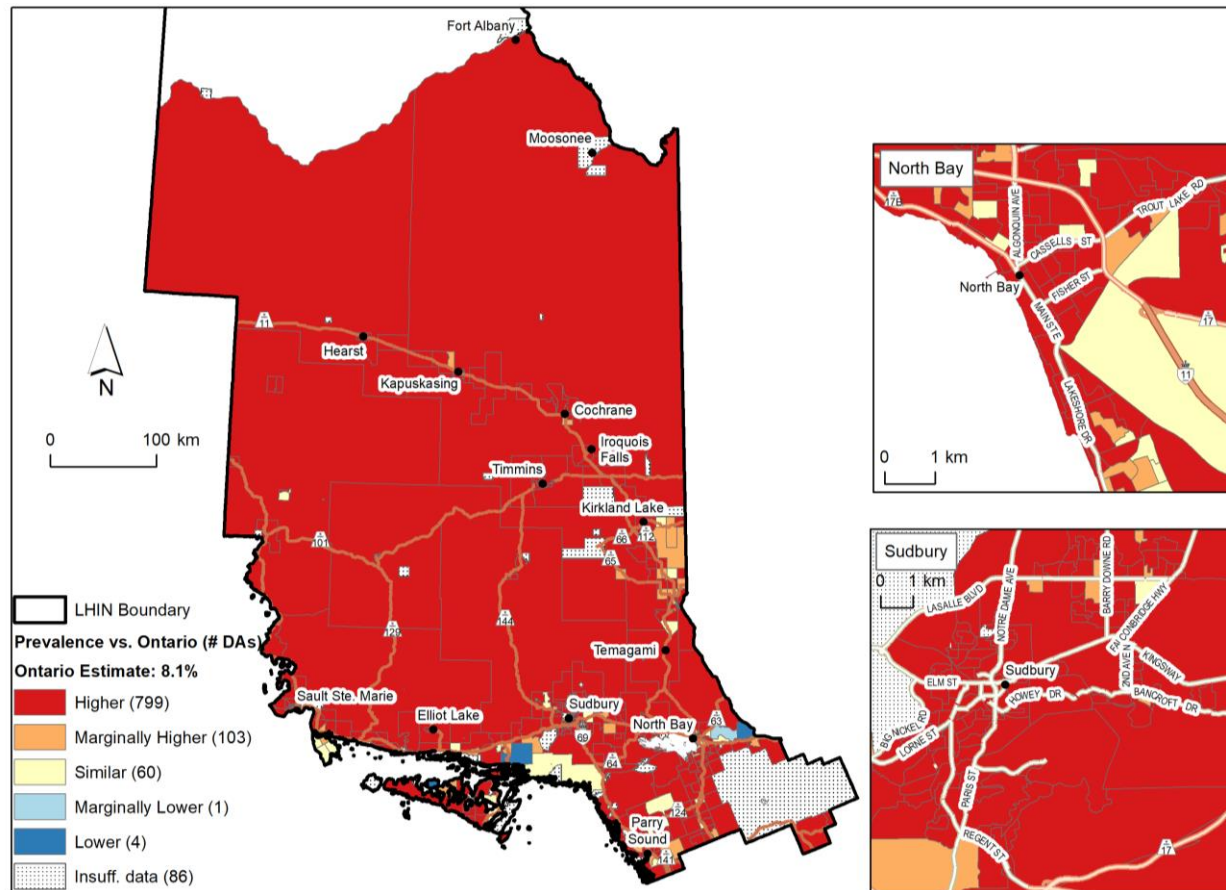 Fort Albany
Moosonee
11
Hearst
Kapuskasing
Cochrane
Iroquois
Falls
Timmins
Kirkland Lake
66
112
65
101
144
129
Temagami
Sault Ste. Marie
Elliot Lake
Sudbury
North Bay
63
69
64
124
Parry
Sound
141
N
0 100 km
LHIN Boundary
Prevalence vs. Ontario (# DAs)
Ontario Estimate: 8.1%
Higher (799)
Marginally Higher (103)
Similar (60)
Marginally Lower (1)
Lower (4)
Insuff. data (86)
North Bay
17B
ALGONQUIN AVE
TROUT LAKE RD
CASSELLS ST
North Bay
FISHER ST
MAIN ST E
17
11
LAKESHORE DR
0 1 km
Sudbury
0 1 km
LASALLE BLVD
NOTRE DAME AVE
BARRY DOWNE RD
FALCONBRIDGE HWY
2ND AVE N
KINGSWAY
Sudbury
ELM ST
HOWEY DR
BANCROFT DR
BIG NICKEL RD
LORNE ST
PARIS ST
REGENT ST
17